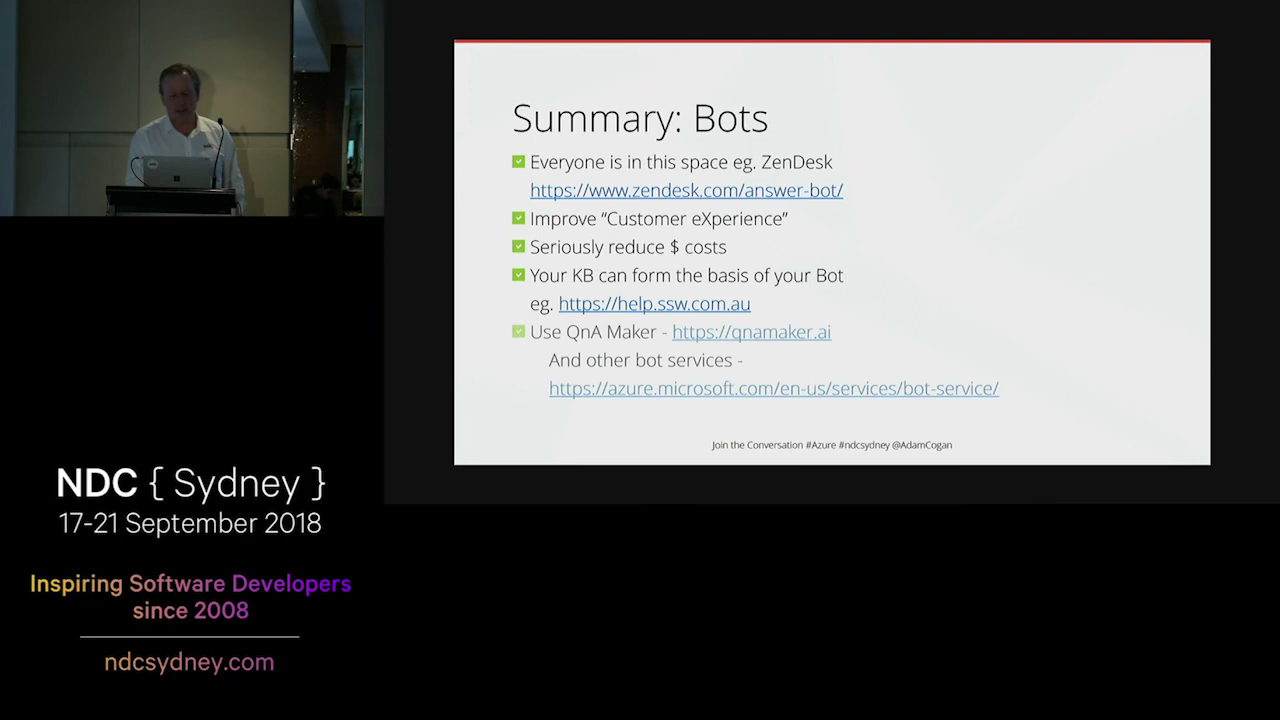 Summary: Bots
Everyone is in this space eg. ZenDesk
https://www.zendesk.com/answer-bot/
Improve “Customer eXperience”
Seriously reduce $ costs
Your KB can form the basis of your Bot
eg. https://help.ssw.com.au
Use QnA Maker - https://qnamaker.ai
And other bot services -
https://azure.microsoft.com/en-us/services/bot-service/
Join the Conversation #Azure #ndcsydney @AdamCogan
NDC { Sydney }
17-21 September 2018
Inspiring Software Developers
since 2008
ndcsydney.com